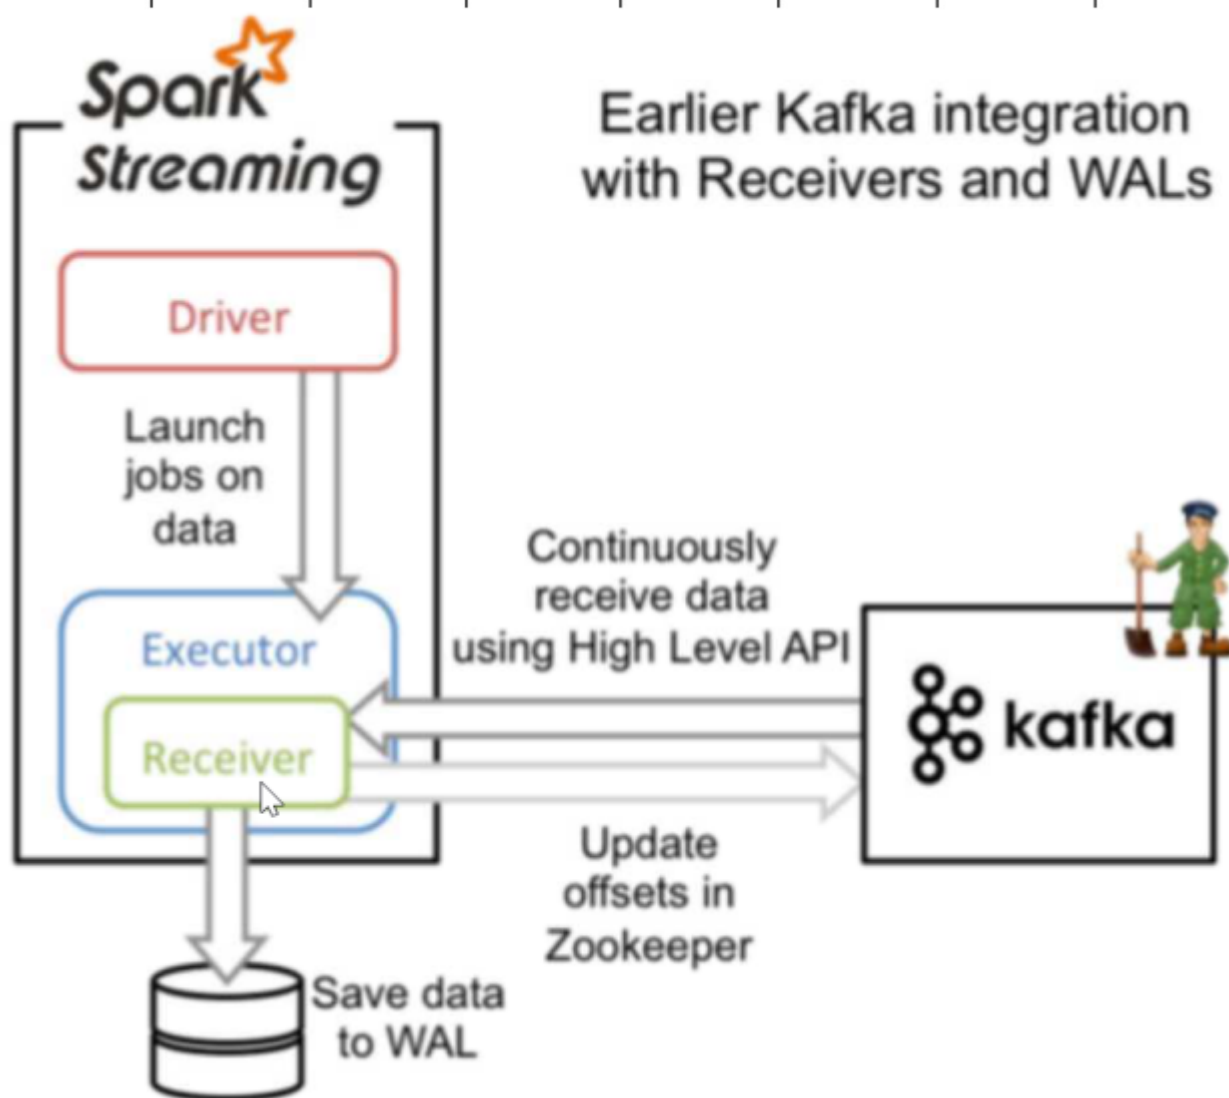 Spark
Streaming
Earlier Kafka integration
with Receivers and WALs
Driver
Launch
jobs on
data
Executor
Receiver
Continuously
receive data
using High Level API
kafka
Update
offsets in
Zookeeper
Save data
to WAL